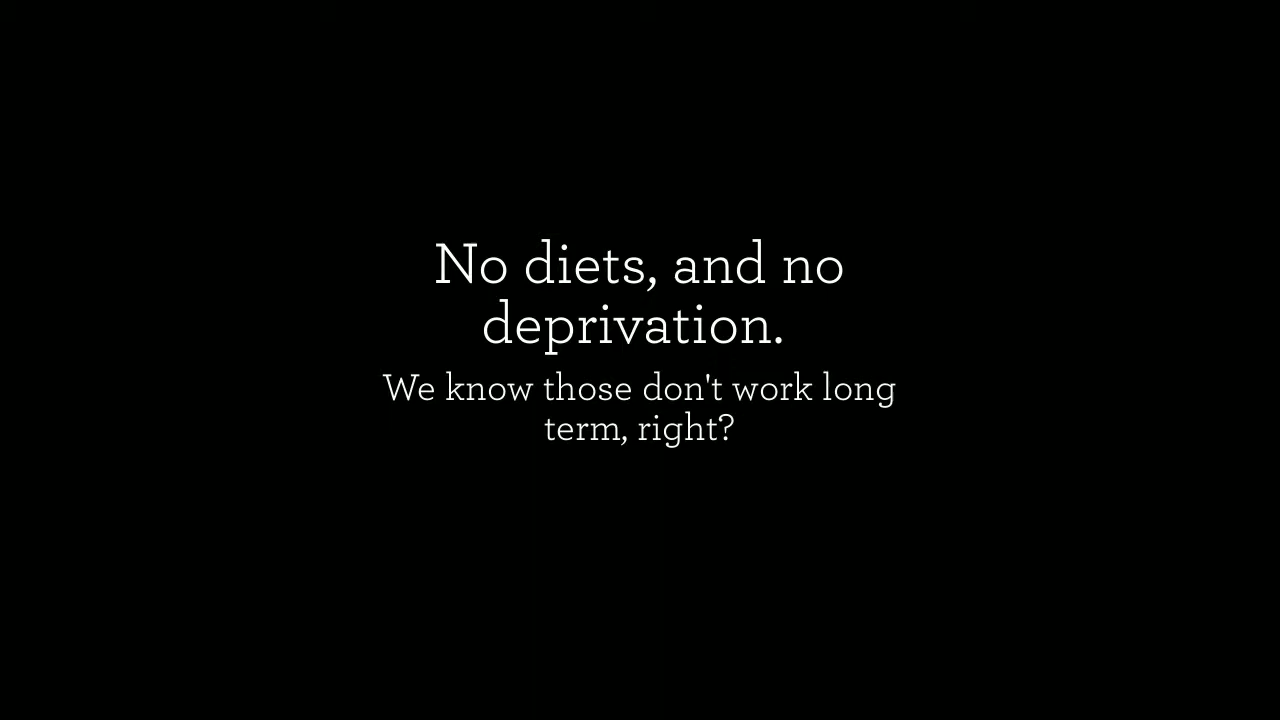 No diets, and no
deprivation.
We know those don't work long
term, right?